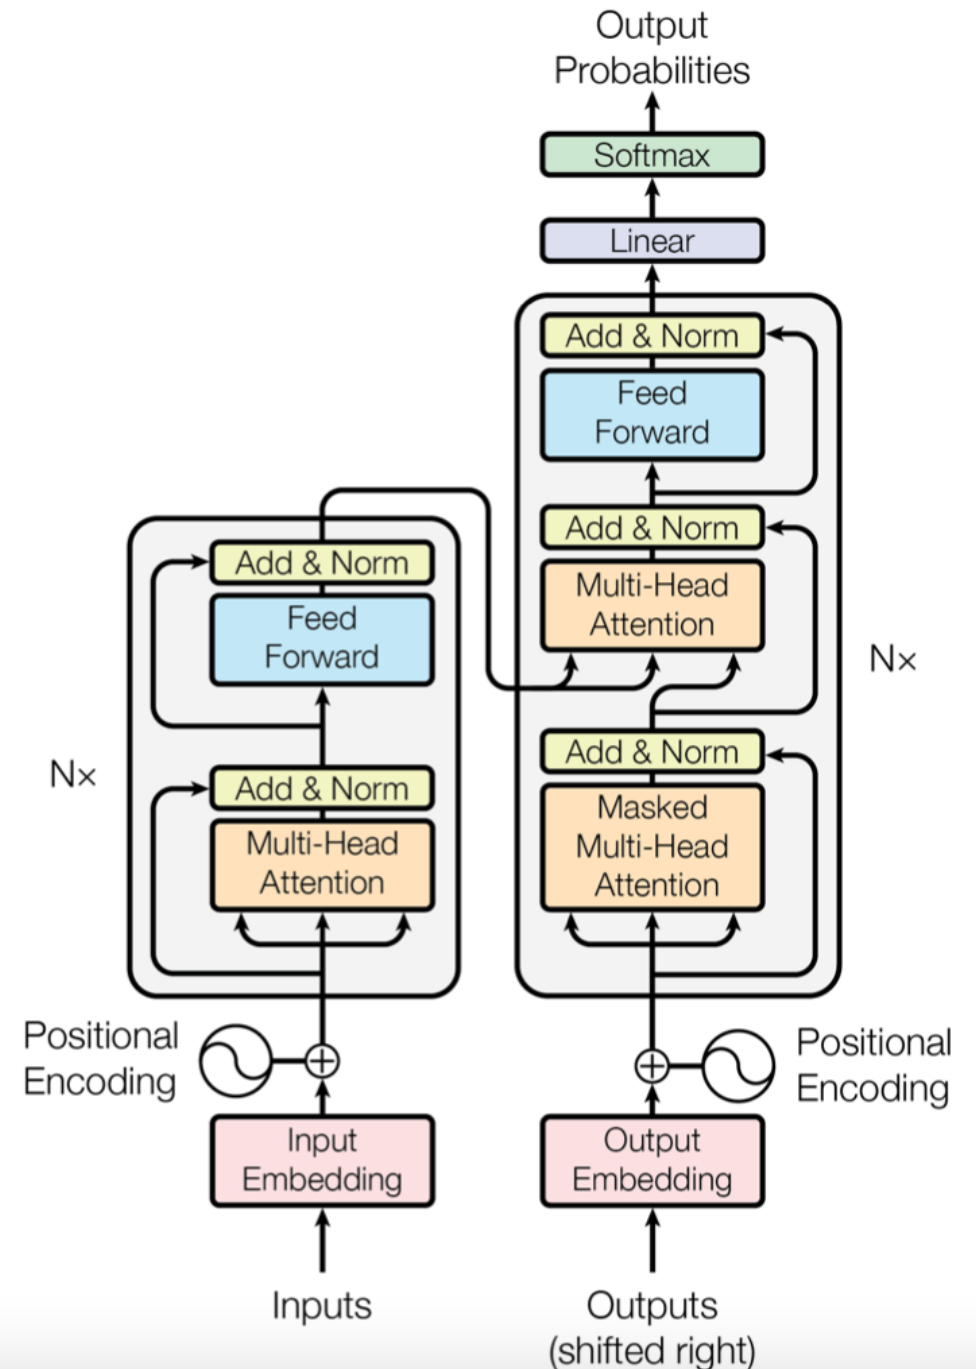 Output
Probabilities
Softmax
Linear
Add & Norm
Feed
Forward
Add & Norm
Multi-Head
Attention
Nx
Add & Norm
Masked
Multi-Head
Attention
Add & Norm
Feed
Forward
Nx
Add & Norm
Multi-Head
Attention
Positional
Encoding
Positional
Encoding
Input
Embedding
Output
Embedding
Inputs
Outputs
(shifted right)